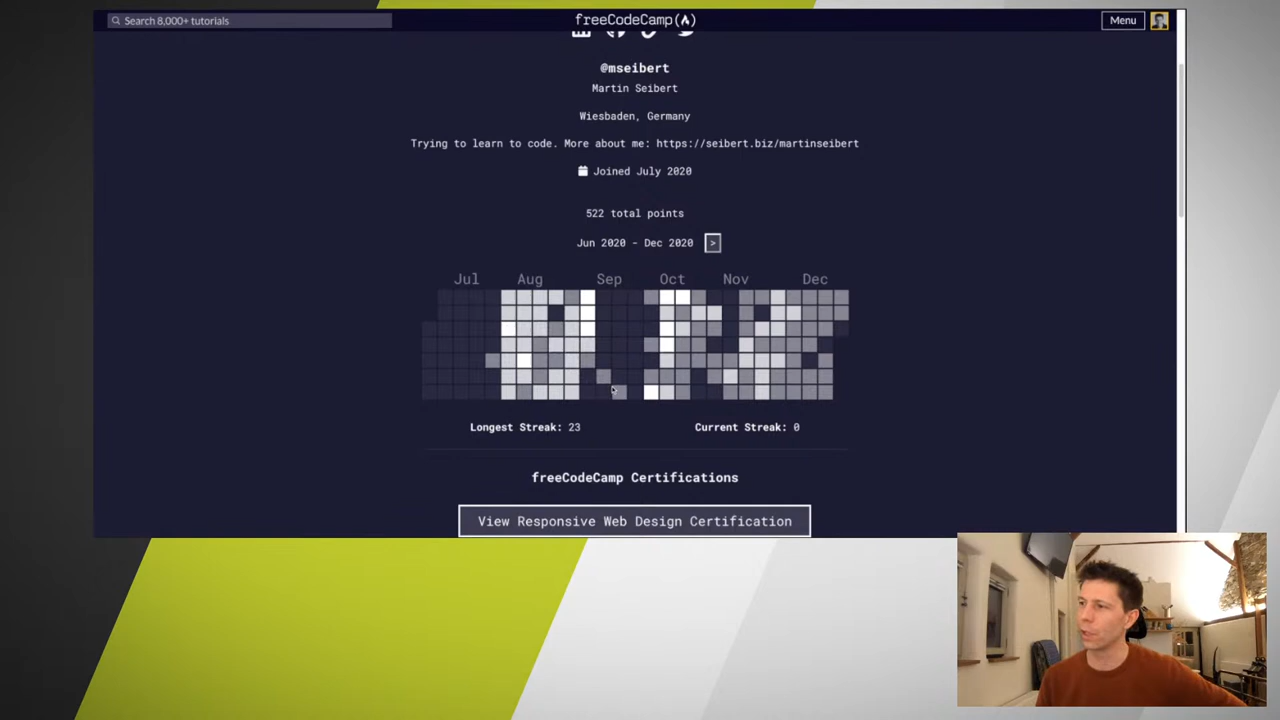 Search 8,000+ tutorials
freeCodeCamp
Menu
@mseibert
Martin Seibert
Wiesbaden, Germany
Trying to learn to code. More about me: https://seibert.biz/martinseibert
Joined July 2020
522 total points
Jun 2020 - Dec 2020 >
Jul Aug Sep Oct Nov Dec
Longest Streak: 23 Current Streak: 0
freeCodeCamp Certifications
View Responsive Web Design Certification